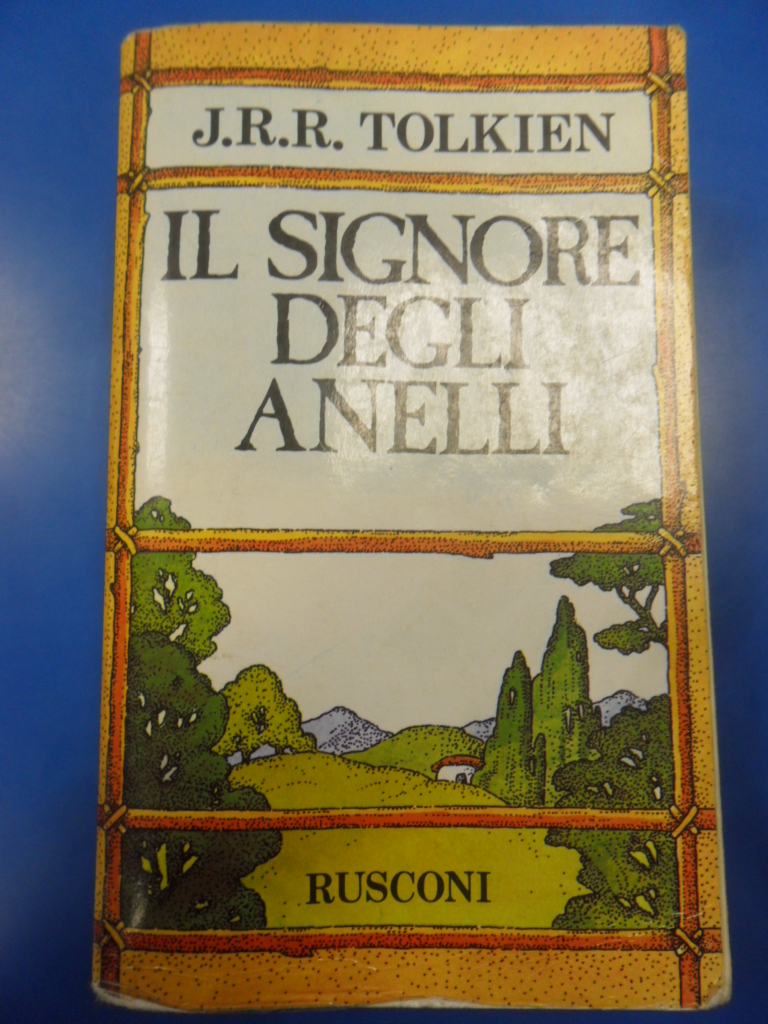 J.R.R. TOLKIEN
IL SIGNORE
DEGLI
ANELLI
RUSCONI